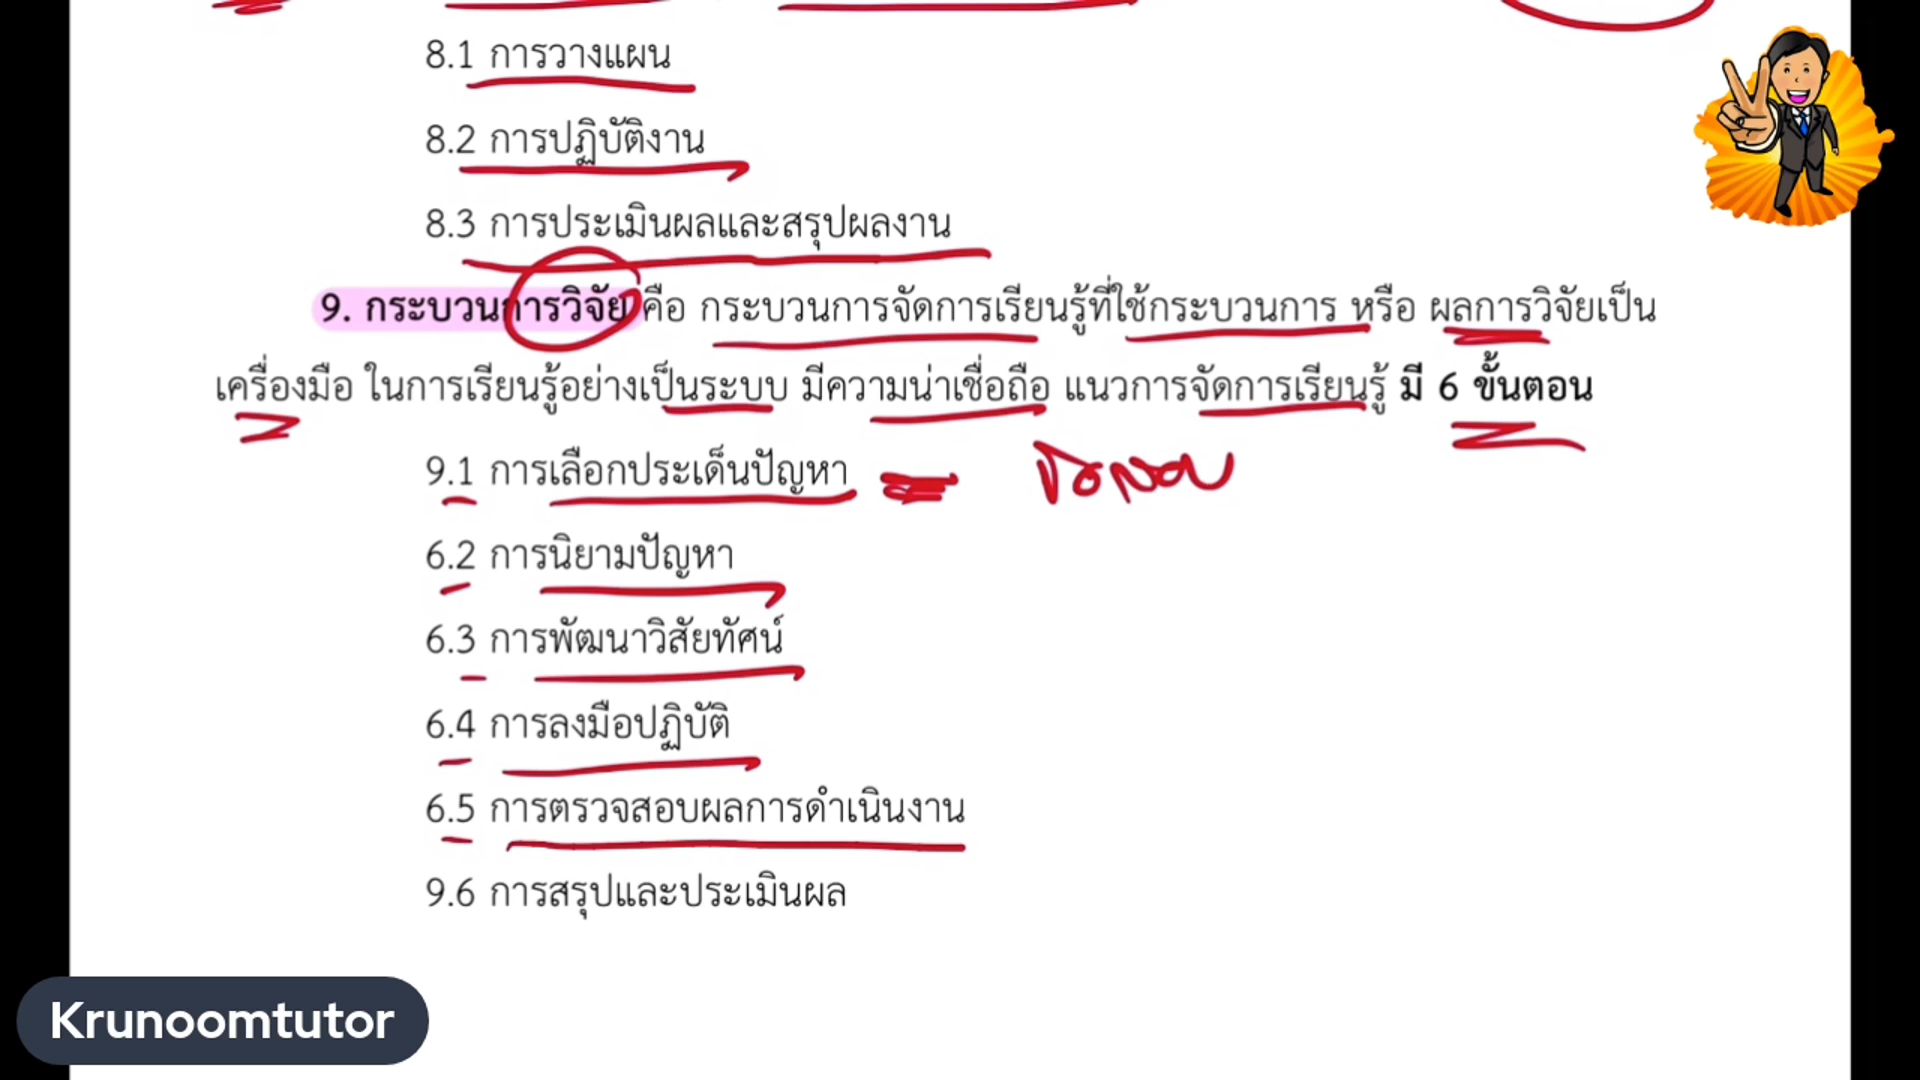 8.1 การวางแผน
8.2 การปฏิบัติงาน
8.3 การประเมินผลและสรุปผลงาน
9. กระบวนการวิจัย คือ กระบวนการจัดการเรียนรู้ที่ใช้กระบวนการ หรือ ผลการวิจัยเป็น
เครื่องมือ ในการเรียนรู้อย่างเป็นระบบ มีความน่าเชื่อถือ แนวการจัดการเรียนรู้ มี 6 ขั้นตอน
9.1 การเลือกประเด็นปัญหา ข้อสอบ
6.2 การนิยามปัญหา
6.3 การพัฒนาวิสัยทัศน์
6.4 การลงมือปฏิบัติ
6.5 การตรวจสอบผลการดำเนินงาน
9.6 การสรุปและประเมินผล
Krunoomtutor